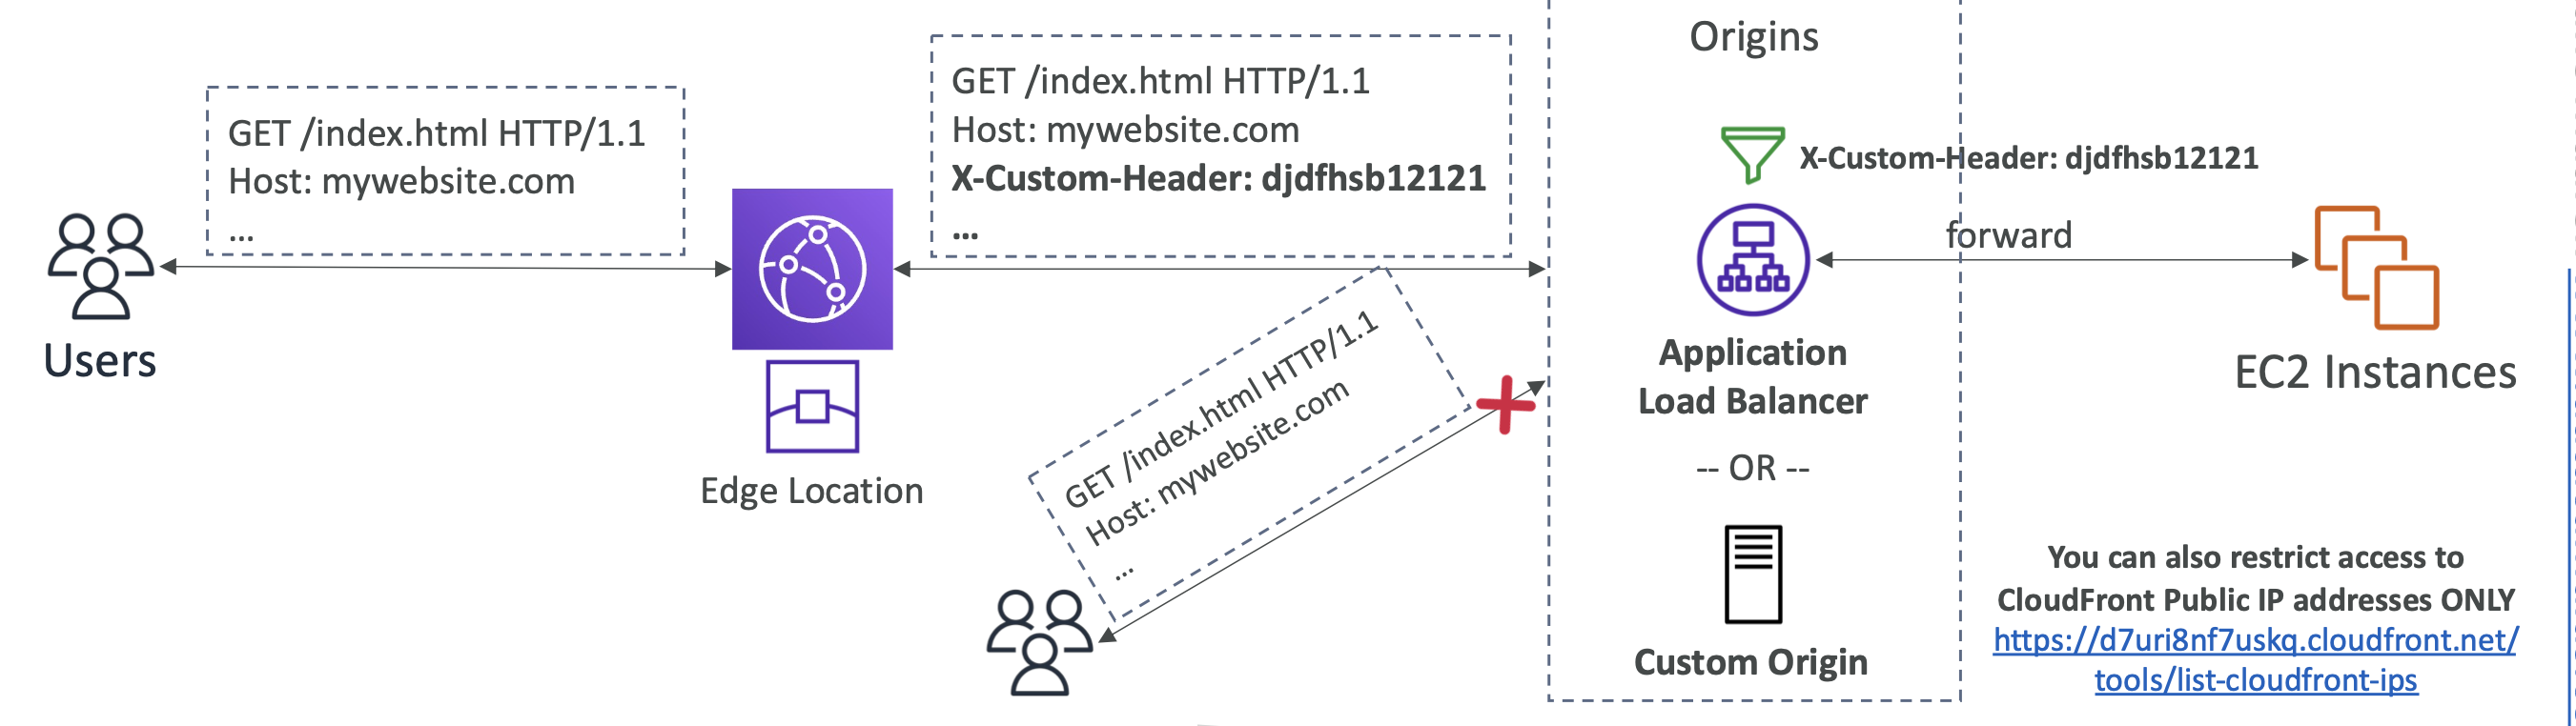 GET /index.html HTTP/1.1
Host: mywebsite.com
...
Users
Edge Location
GET /index.html HTTP/1.1
Host: mywebsite.com
X-Custom-Header: djdfhsb12121
...
GET /index.html HTTP/1.1
Host: mywebsite.com
...
Origins
X-Custom-Header: djdfhsb12121
Application
Load Balancer
-- OR --
Custom Origin
forward
EC2 Instances
You can also restrict access to
CloudFront Public IP addresses ONLY
https://d7uri8nf7uskq.cloudfront.net/
tools/list-cloudfront-ips